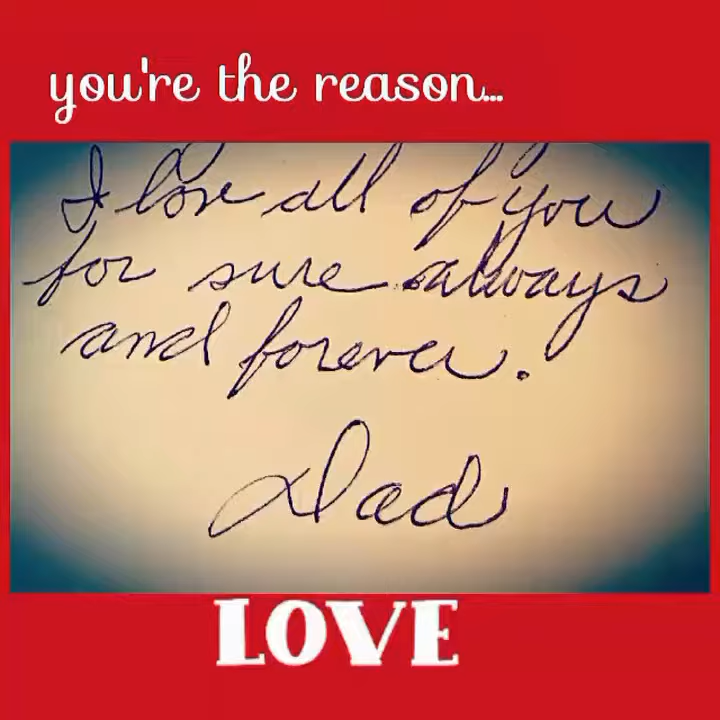 you're the reason...
I love all of you
for sure always
and forever.
Dad
LOVE